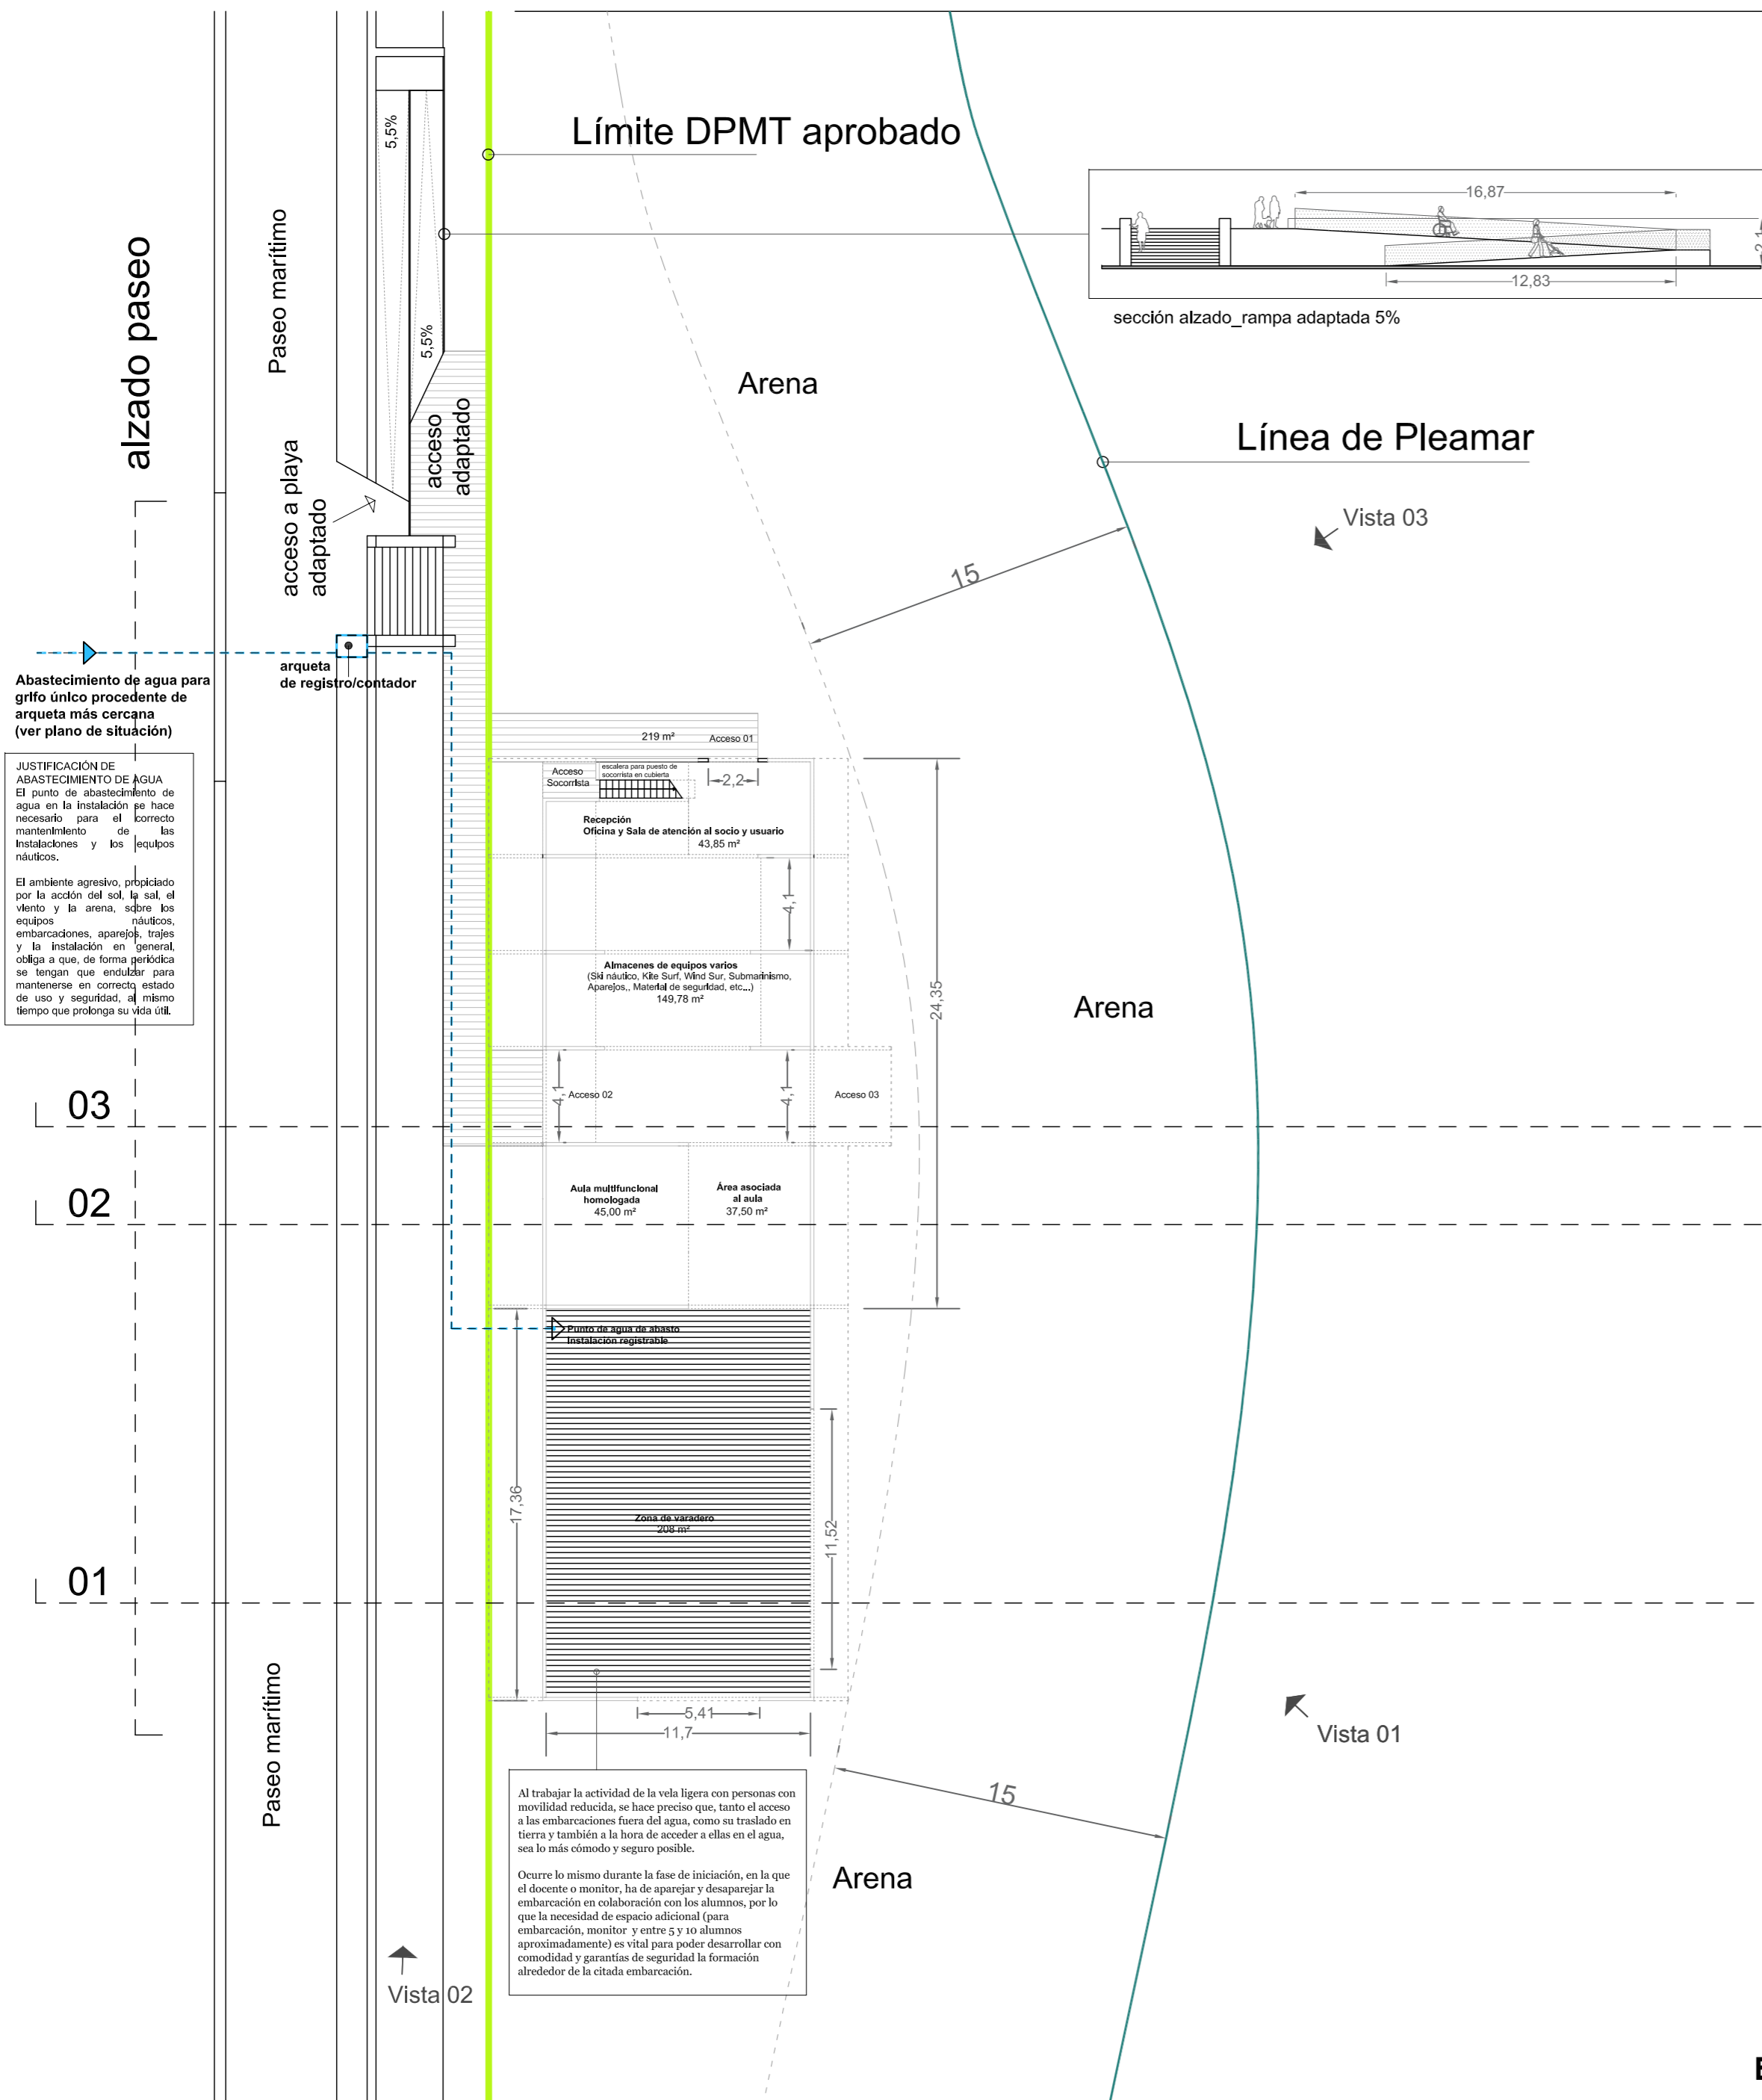 Límite DPMT aprobado
5,5%
5,5%
Paseo marítimo
alzado paseo
16,87
12,83
sección alzado_rampa adaptada 5%
Arena
acceso
adaptado
Línea de Pleamar
acceso a playa
adaptado
Vista 03
15
arqueta
de registro/contador
Abastecimiento de agua para
grifo único procedente de
arqueta más cercana
(ver plano de situación)
JUSTIFICACIÓN DE
ABASTECIMIENTO DE AGUA
El punto de abastecimiento de
agua en la instalación se hace
necesario para el correcto
mantenimiento de las
instalaciones y los equipos
náuticos.
El ambiente agresivo, propiciado
por la acción del sol, la sal, el
viento y la arena, sobre los
equipos náuticos,
embarcaciones, aparejos, trajes
y la instalación en general,
obliga a que, de forma periódica
se tengan que endulzar para
mantenerse en correcto estado
de uso y seguridad, al mismo
tiempo que prolonga su vida útil.
219 m²
Acceso 01
Acceso
Socorrista
escalera para puesto de
socorrista en cubierta
2,2
Recepción
Oficina y Sala de atención al socio y usuario
43,85 m²
4,1
Almacenes de equipos varios
(Ski náutico, Kite Surf, Wind Sur, Submarinismo,
Aparejos,, Material de seguridad, etc...)
149,78 m²
24,35
Arena
4,1
Acceso 02
4,1
Acceso 03
03
Aula multifuncional
homologada
45,00 m²
Área asociada
al aula
37,50 m²
02
Punto de agua de abasto
Instalación registrable
17,36
Zona de varadero
208 m²
11,52
01
5,41
11,7
Paseo marítimo
Vista 01
15
Al trabajar la actividad de la vela ligera con personas con
movilidad reducida, se hace preciso que, tanto el acceso
a las embarcaciones fuera del agua, como su traslado en
tierra y también a la hora de acceder a ellas en el agua,
sea lo más cómodo y seguro posible.
Ocurre lo mismo durante la fase de iniciación, en la que
el docente o monitor, ha de aparejar y desaparejar la
embarcación en colaboración con los alumnos, por lo
que la necesidad de espacio adicional (para
embarcación, monitor y entre 5 y 10 alumnos
aproximadamente) es vital para poder desarrollar con
comodidad y garantías de seguridad la formación
alrededor de la citada embarcación.
Arena
Vista 02